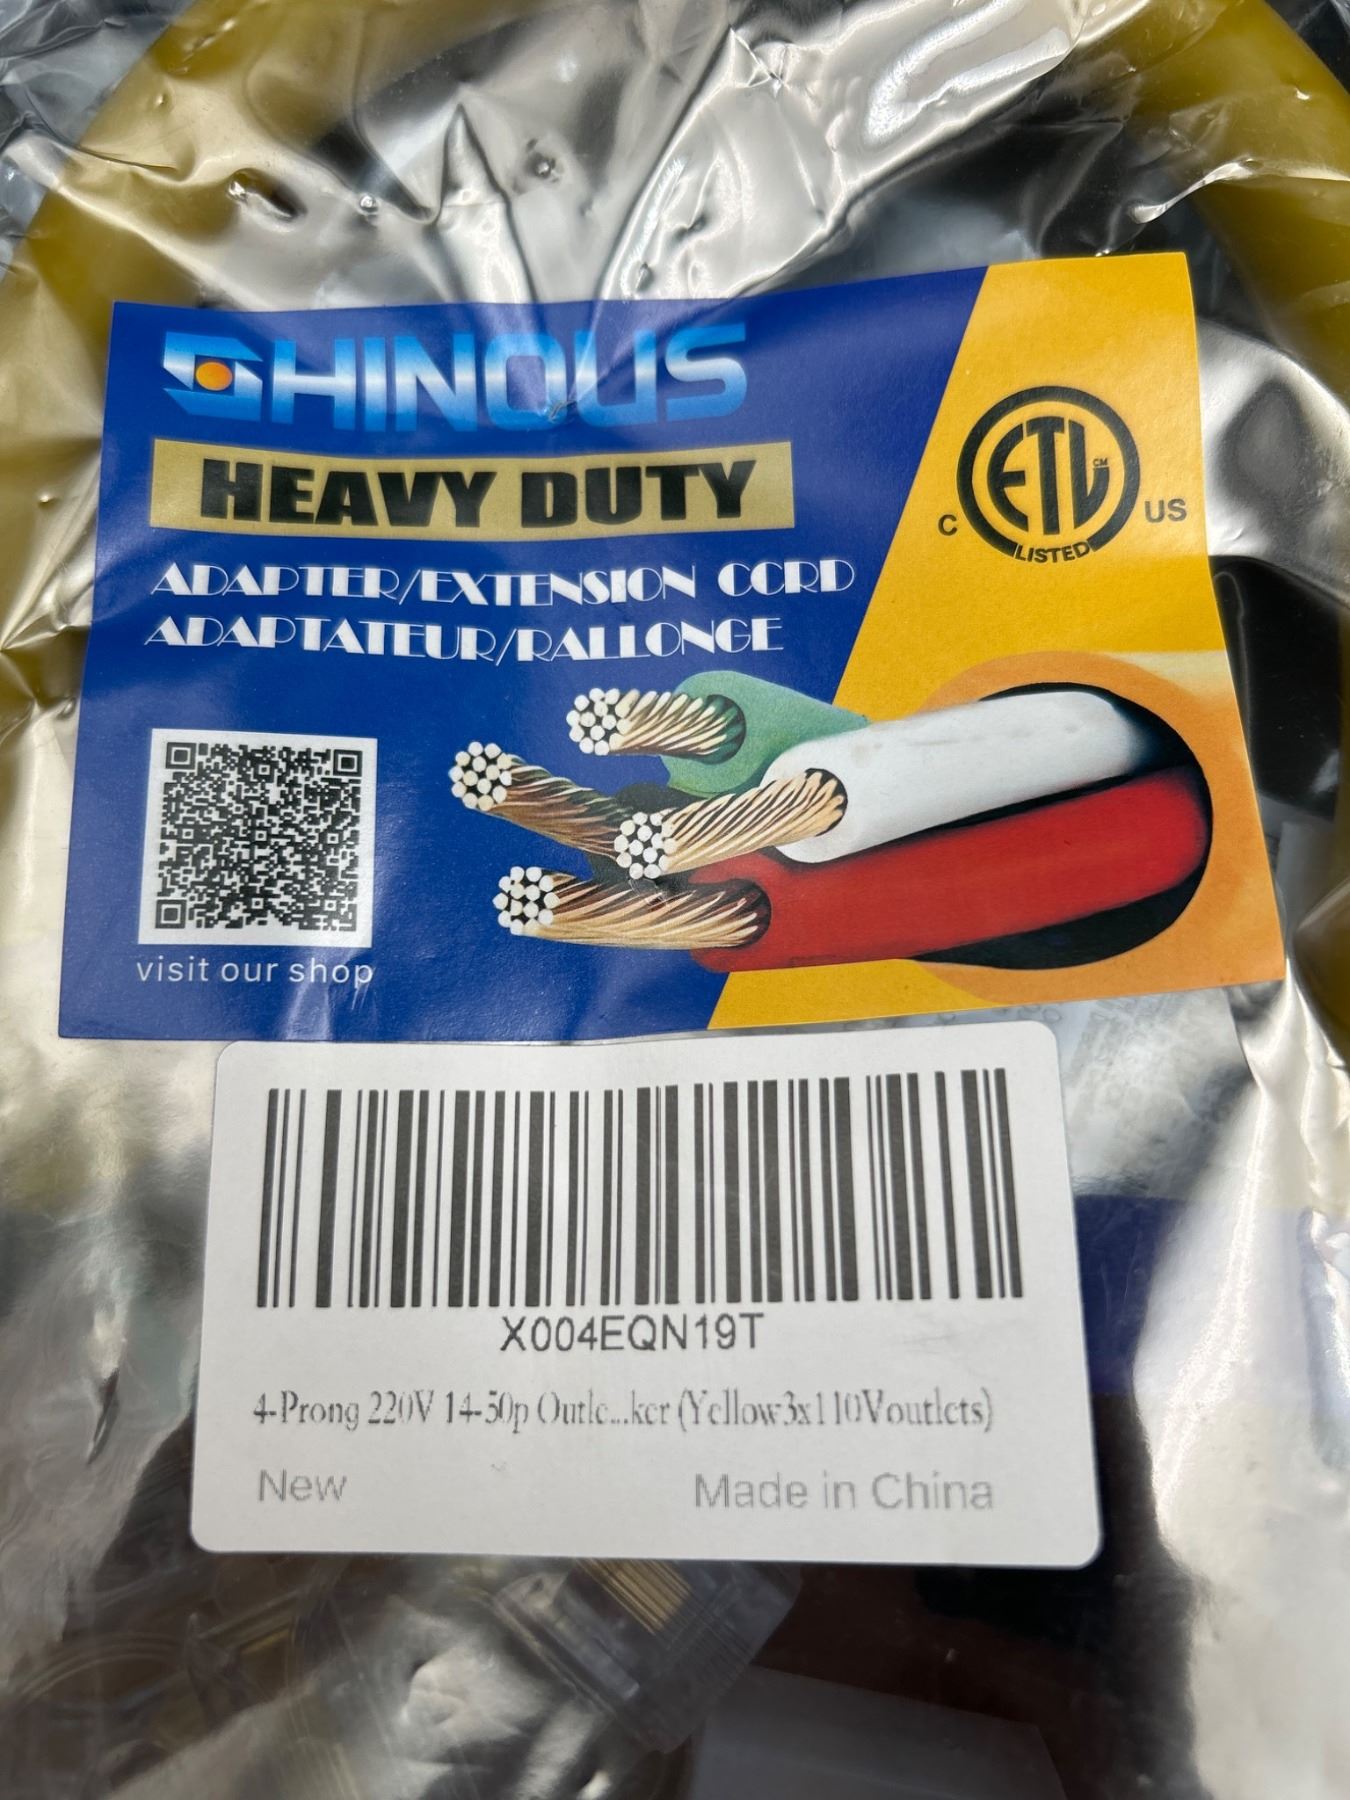 SHINOUS
HEAVY DUTY
ADAPTER/EXTENSION CORD
ADAPTATEUR/RALLONGE
C ETL CM US
LISTED
visit our shop
X004EQN19T
4-Prong 220V 14-50p Outle...ker (Yellow3x110Voutlets)
New Made in China